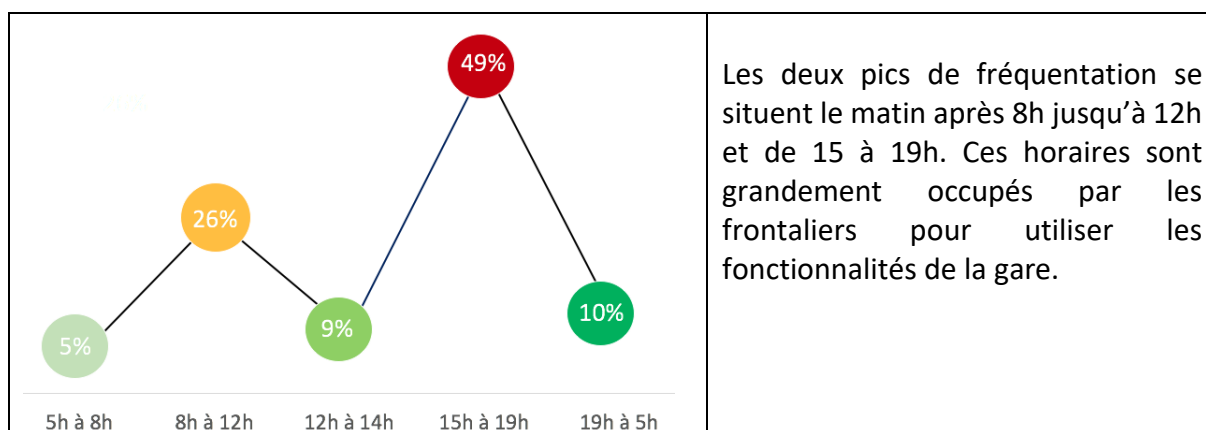 49%
26%
10%
9%
5%
5h à 8h 8h à 12h 12h à 14h 15h à 19h 19h à 5h
Les deux pics de fréquentation se
situent le matin après 8h jusqu’à 12h
et de 15 à 19h. Ces horaires sont
grandement occupés par les
frontaliers pour utiliser les
fonctionnalités de la gare.